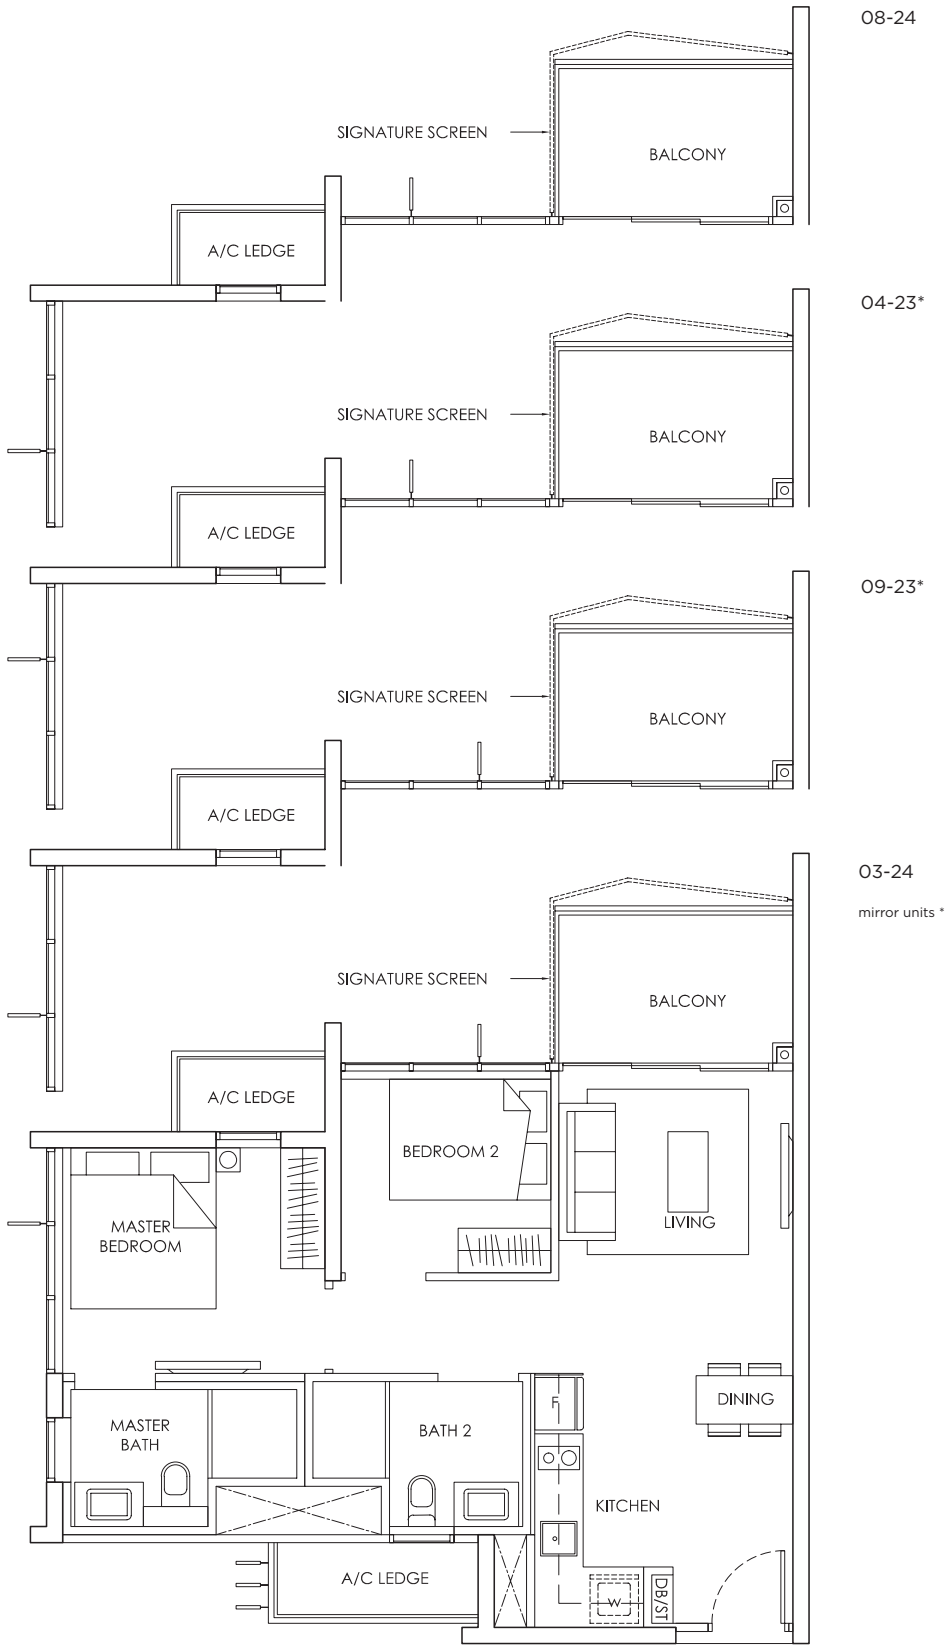 08-24
SIGNATURE SCREEN
BALCONY
A/C LEDGE
04-23*
SIGNATURE SCREEN
BALCONY
A/C LEDGE
09-23*
SIGNATURE SCREEN
BALCONY
A/C LEDGE
03-24
mirror units *
SIGNATURE SCREEN
BALCONY
A/C LEDGE
BEDROOM 2
MASTER
BEDROOM
LIVING
F
DINING
MASTER
BATH
BATH 2
KITCHEN
A/C LEDGE
W
DB/ST